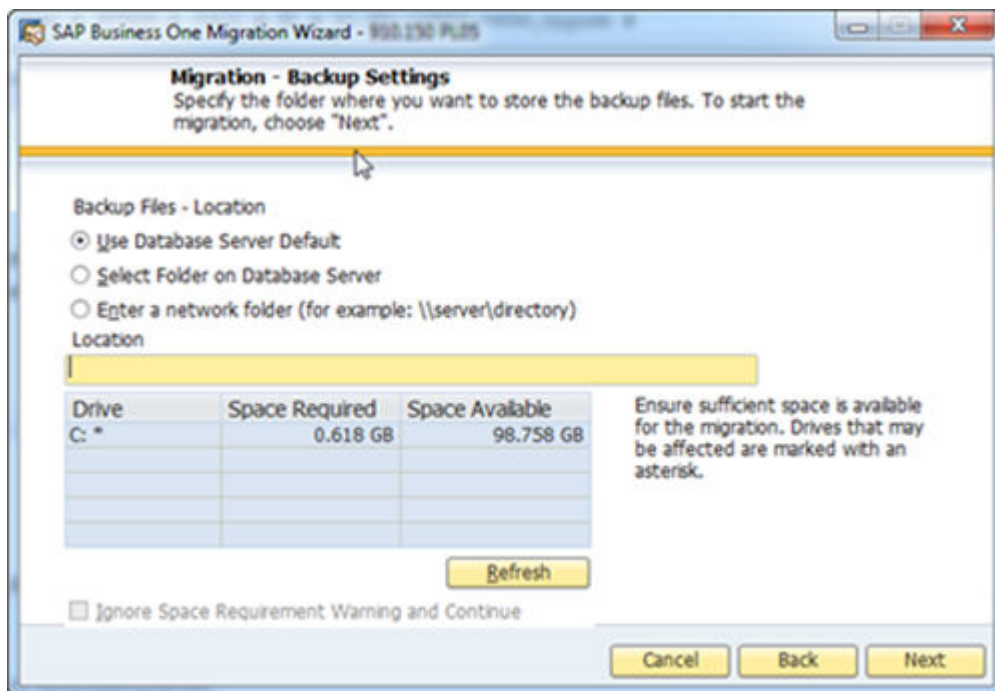 SAP Business One Migration Wizard - 910.150 PL05
Migration - Backup Settings
Specify the folder where you want to store the backup files. To start the
migration, choose "Next".
Backup Files - Location
Use Database Server Default
Select Folder on Database Server
Enter a network folder (for example: \\server\directory)
Location
Drive Space Required Space Available
C: * 0.618 GB 98.758 GB
Ensure sufficient space is available
for the migration. Drives that may
be affected are marked with an
asterisk.
Refresh
Ignore Space Requirement Warning and Continue
Cancel Back Next